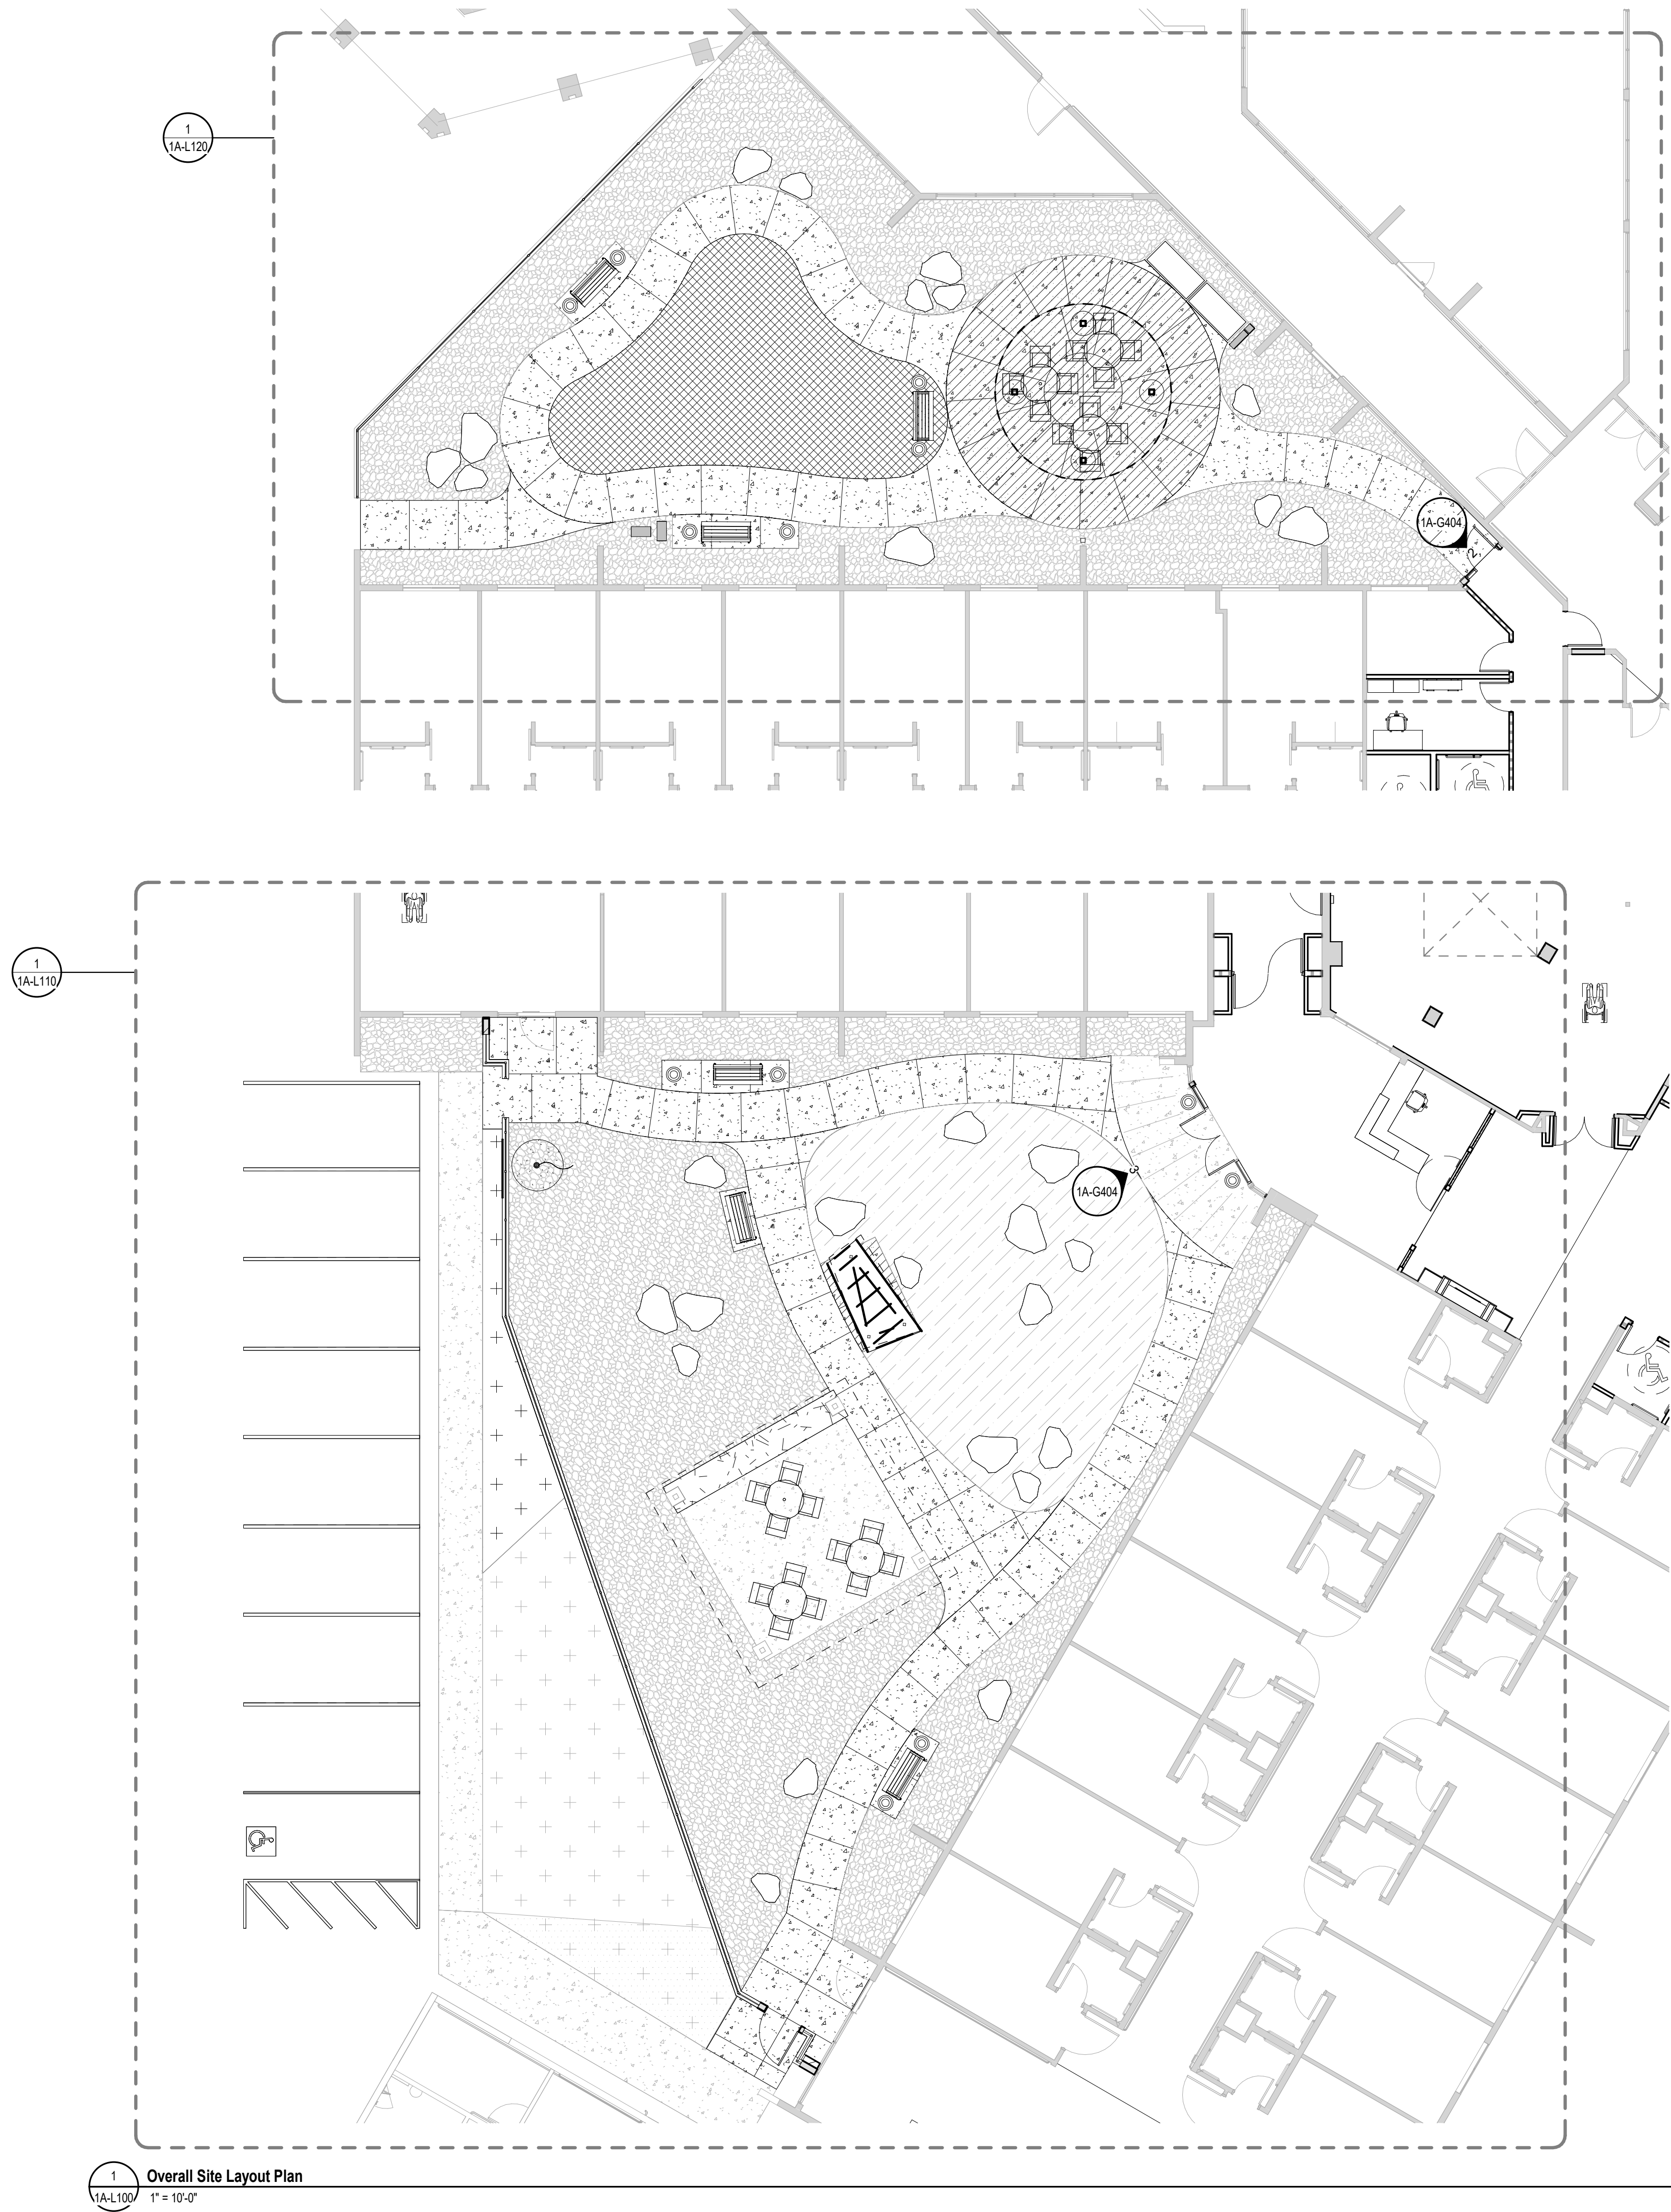 1
1A-L120
1A-G404
2
1
1A-L110
1A-G404
3
1
1A-L100
Overall Site Layout Plan
1" = 10'-0"